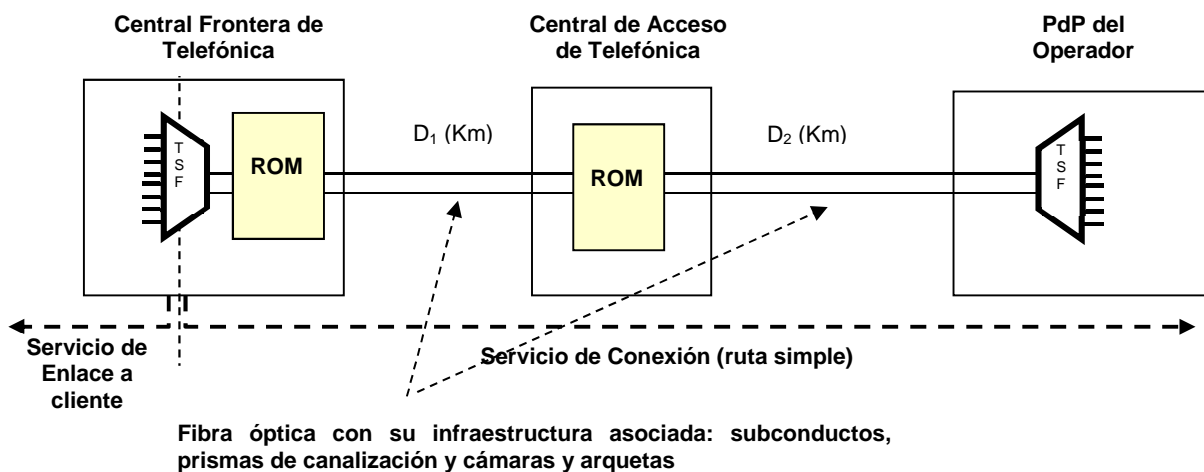 Central Frontera de
Telefónica
Central de Acceso
de Telefónica
PdP del
Operador
T
S
F
ROM
D₁ (Km)
ROM
D₂ (Km)
T
S
F
Servicio de
Enlace a
cliente
Servicio de Conexión (ruta simple)
Fibra óptica con su infraestructura asociada: subconductos,
prismas de canalización y cámaras y arquetas